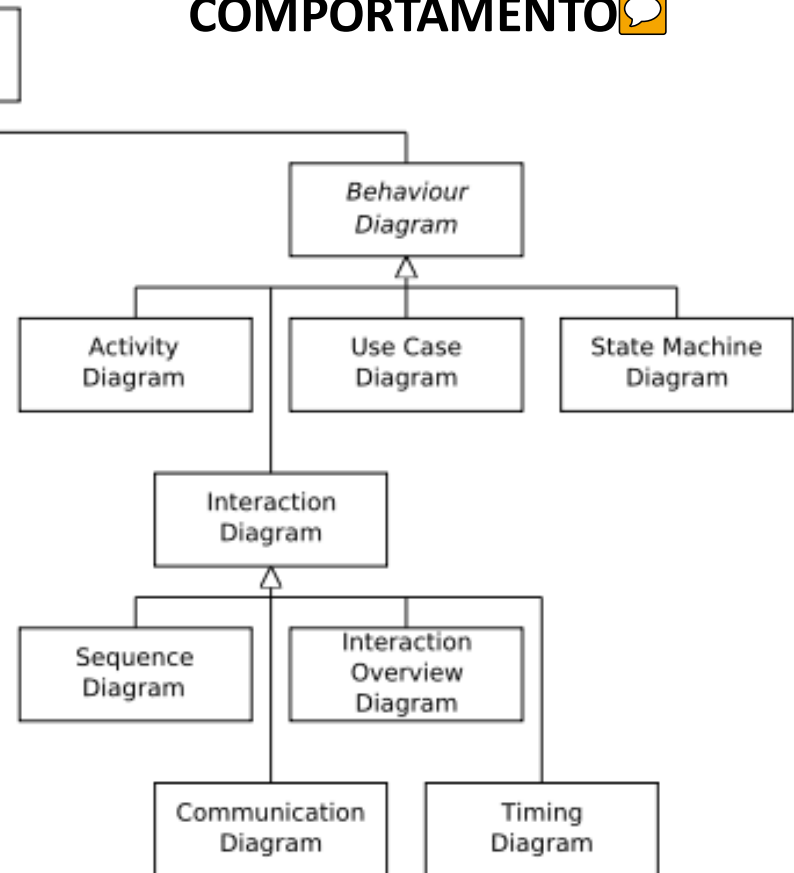 COMPORTAMENTO
Behaviour
Diagram
Activity
Diagram
Use Case
Diagram
State Machine
Diagram
Interaction
Diagram
Sequence
Diagram
Interaction
Overview
Diagram
Communication
Diagram
Timing
Diagram